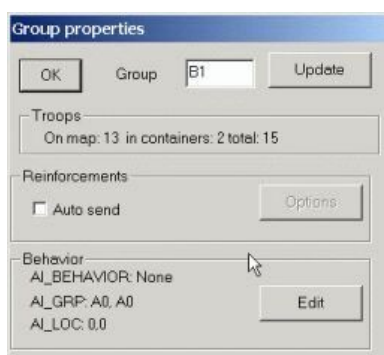 Group properties
OK Group B1 Update
Troops
On map: 13 in containers: 2 total: 15
Reinforcements
Auto send Options
Behavior
AI_BEHAVIOR: None
AI_GRP: A0, A0
AI_LOC: 0,0
Edit